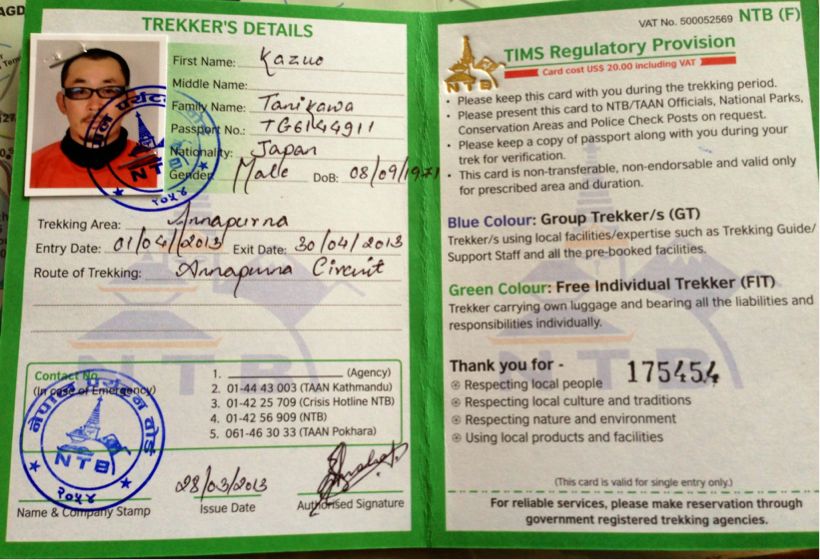 TREKKER'S DETAILS
First Name: Kazuo
Middle Name:
Family Name: Tanikawa
Passport No.: TG6144911
Nationality: Japan
Gender: Malle DoB: 08/09/1971
NTB
२०५४
Trekking Area: Annapurna
Entry Date: 01/04/2013 Exit Date: 30/04/2013
Route of Trekking: Annapurna Circuit
NTB
Contact No.
(In case of Emergency)
1. (Agency)
2. 01-44 43 003 (TAAN Kathmandu)
3. 01-42 25 709 (Crisis Hotline NTB)
4. 01-42 56 909 (NTB)
5. 061-46 30 33 (TAAN Pokhara)
नेपाल पर्यटन बोर्ड
NTB
२०५४
28/03/2013
Name & Company Stamp Issue Date Authorised Signature
VAT No. 500052569 NTB (F)
NTB
TIMS Regulatory Provision
Card cost US$ 20.00 including VAT
• Please keep this card with you during the trekking period.
• Please present this card to NTB/TAAN Officials, National Parks,
Conservation Areas and Police Check Posts on request.
• Please keep a copy of passport along with you during your
trek for verification.
• This card is non-transferable, non-endorsable and valid only
for prescribed area and duration.
Blue Colour: Group Trekker/s (GT)
Trekker/s using local facilities/expertise such as Trekking Guide/
Support Staff and all the pre-booked facilities.
Green Colour: Free Individual Trekker (FIT)
Trekker carrying own luggage and bearing all the liabilities and
responsibilities individually.
NTB
Thank you for - 175454
Respecting local people
Respecting local culture and traditions
Respecting nature and environment
Using local products and facilities
(This card is valid for single entry only.)
For reliable services, please make reservation through
government registered trekking agencies.